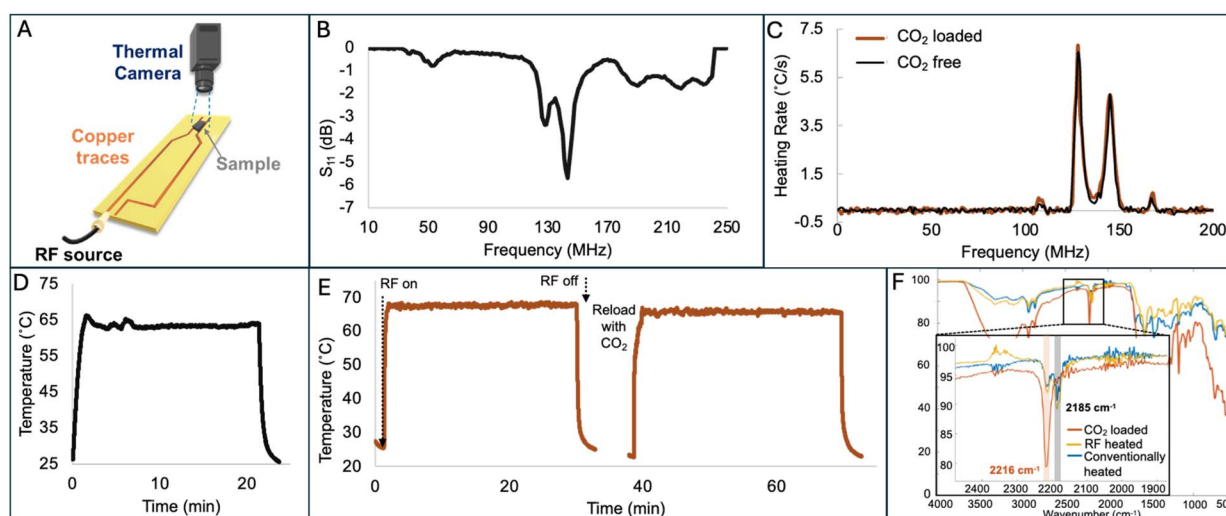 A
Thermal
Camera
Copper
traces
Sample
RF source
B
0
-1
-2
-3
-4
-5
-6
-7
S₁₁ (dB)
10 50 90 130 170 210 250
Frequency (MHz)
C
CO₂ loaded
CO₂ free
7.5
5.5
3.5
1.5
-0.5
Heating Rate (˚C/s)
0 50 100 150 200
Frequency (MHz)
D
75
65
55
45
35
25
Temperature (˚C)
0 10 20
Time (min)
E
RF on
RF off
Reload
with
CO₂
80
70
60
50
40
30
20
Temperature (˚C)
0 20 40 60
Time (min)
F
100
80
60
40
20
0
100
95
90
85
80
2185 cm⁻¹
CO₂ loaded
RF heated
Conventionally
heated
2216 cm⁻¹
2400 2300 2200 2100 2000 1900
4000 3500 3000 2500 2000 1500 1000
Wavenumber (cm⁻¹)